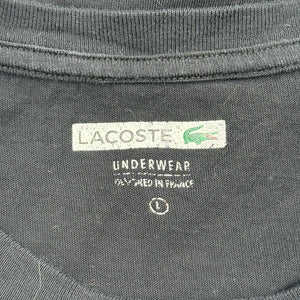 LACOSTE
UNDERWEAR
DESIGNED IN FRANCE
L